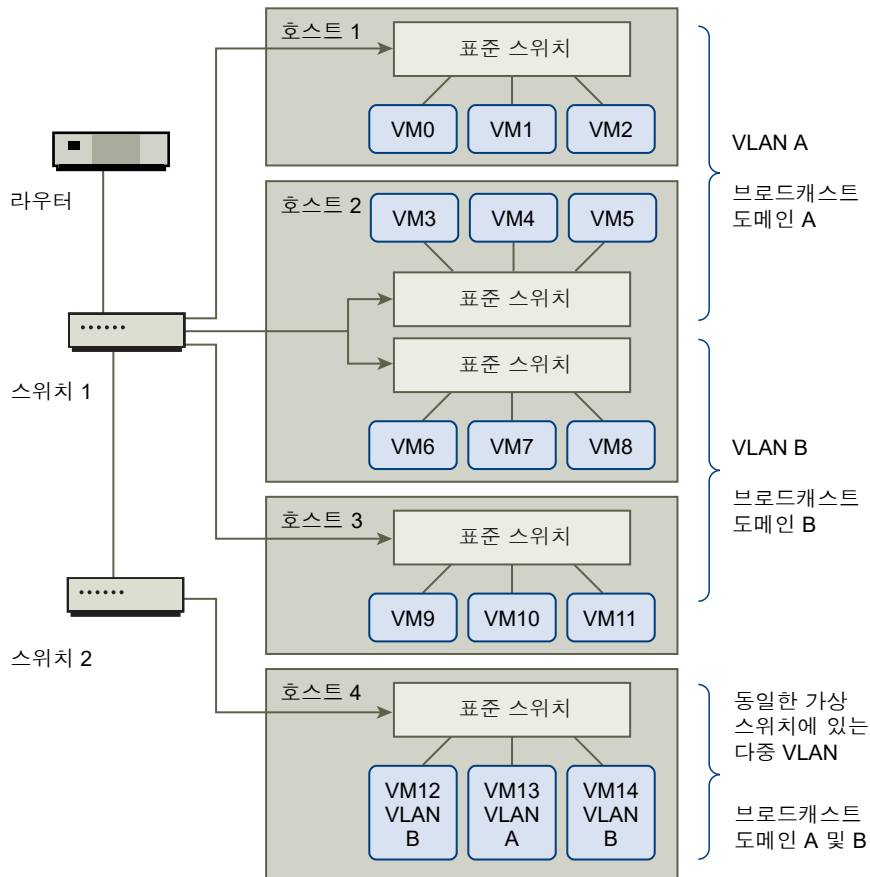 호스트 1
표준 스위치
VM0
VM1
VM2
VLAN A
브로드캐스트
도메인 A
라우터
호스트 2
VM3
VM4
VM5
표준 스위치
표준 스위치
VM6
VM7
VM8
스위치 1
VLAN B
브로드캐스트
도메인 B
호스트 3
표준 스위치
VM9
VM10
VM11
스위치 2
호스트 4
표준 스위치
VM12
VLAN
B
VM13
VLAN
A
VM14
VLAN
B
동일한 가상
스위치에 있는
다중 VLAN
브로드캐스트
도메인 A 및 B